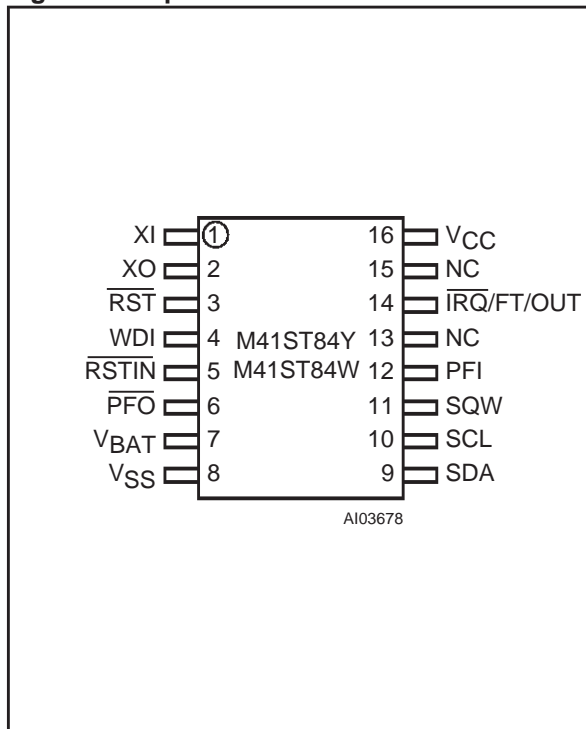 XI 1 16 VCC
XO 2 15 NC
RST 3 14 IRQ/FT/OUT
WDI 4 M41ST84Y 13 NC
RSTIN 5 M41ST84W 12 PFI
PFO 6 11 SQW
VBAT 7 10 SCL
VSS 8 9 SDA
AI03678